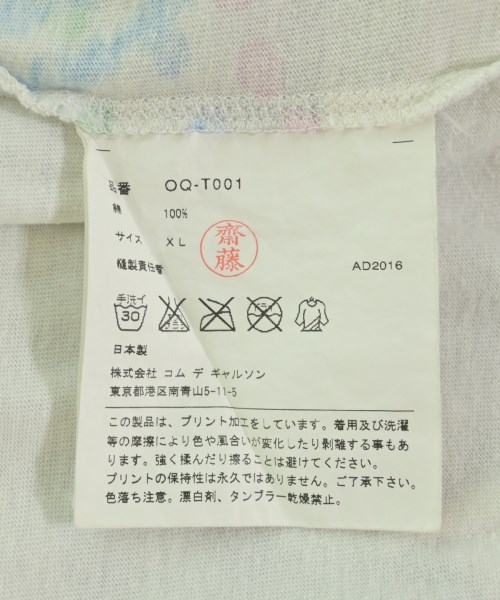 品番 OQ-T001
綿 100%
サイズ XL
齋藤
縫製責任者 AD2016
手洗イ
30
日本製
株式会社 コム デ ギャルソン
東京都港区南青山5-11-5
この製品は、プリント加工をしています。着用及び洗濯
等の摩擦により色や風合いが変化したり剥離する事もあ
ります。強く揉んだり擦ることは避けてください。
プリントの保持性は永久ではありません。ご了承下さい。
色落ち注意。漂白剤、タンブラー乾燥禁止。